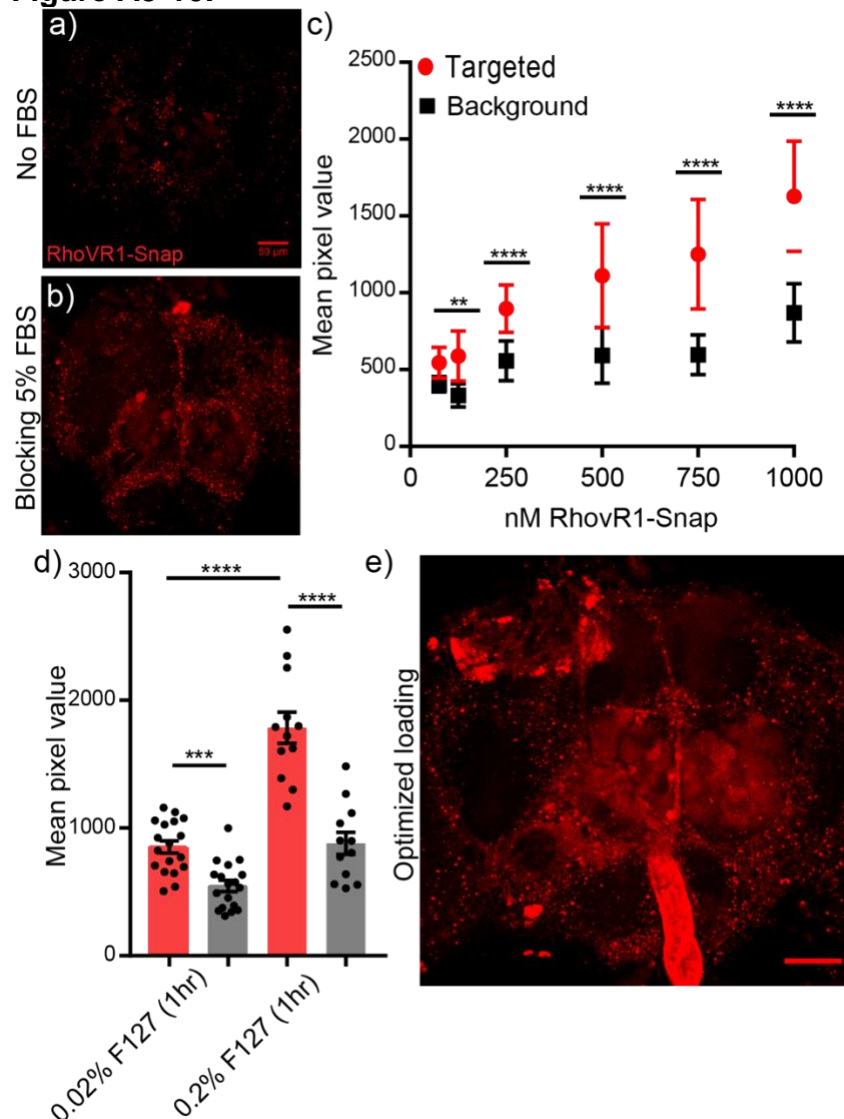 a)
No FBS
RhoVR1-Snap
50 µm
b)
Blocking 5% FBS
c)
Targeted
Background
Mean pixel value
2500
2000
1500
1000
500
0
**
****
****
****
****
0 250 500 750 1000
nM RhovR1-Snap
d)
Mean pixel value
3000
2000
1000
0
****
****
***
0.02% F127 (1hr)
0.2% F127 (1hr)
e)
Optimized loading